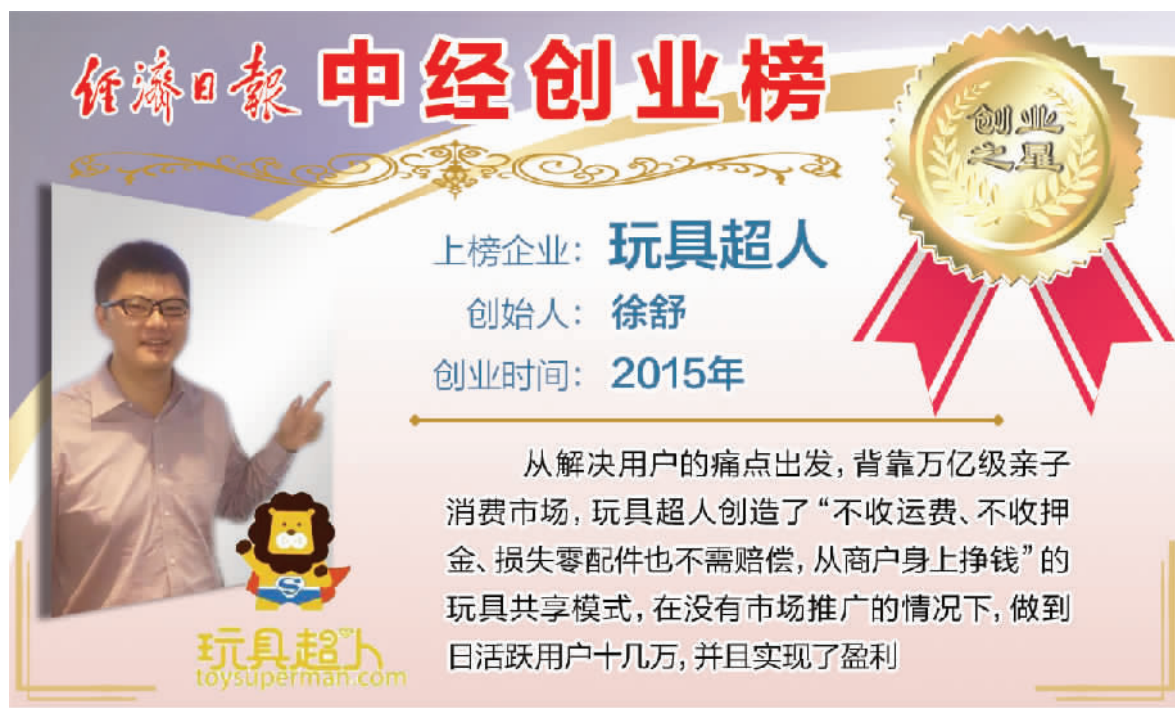 經濟日報 中经创业榜
创业
之星
上榜企业：玩具超人
创始人：徐舒
创业时间：2015年
从解决用户的痛点出发，背靠万亿级亲子
消费市场，玩具超人创造了“不收运费、不收押
金、损失零配件也不需赔偿，从商户身上挣钱”的
玩具共享模式，在没有市场推广的情况下，做到
日活跃用户十几万，并且实现了盈利
S
玩具超人
toysuperman.com